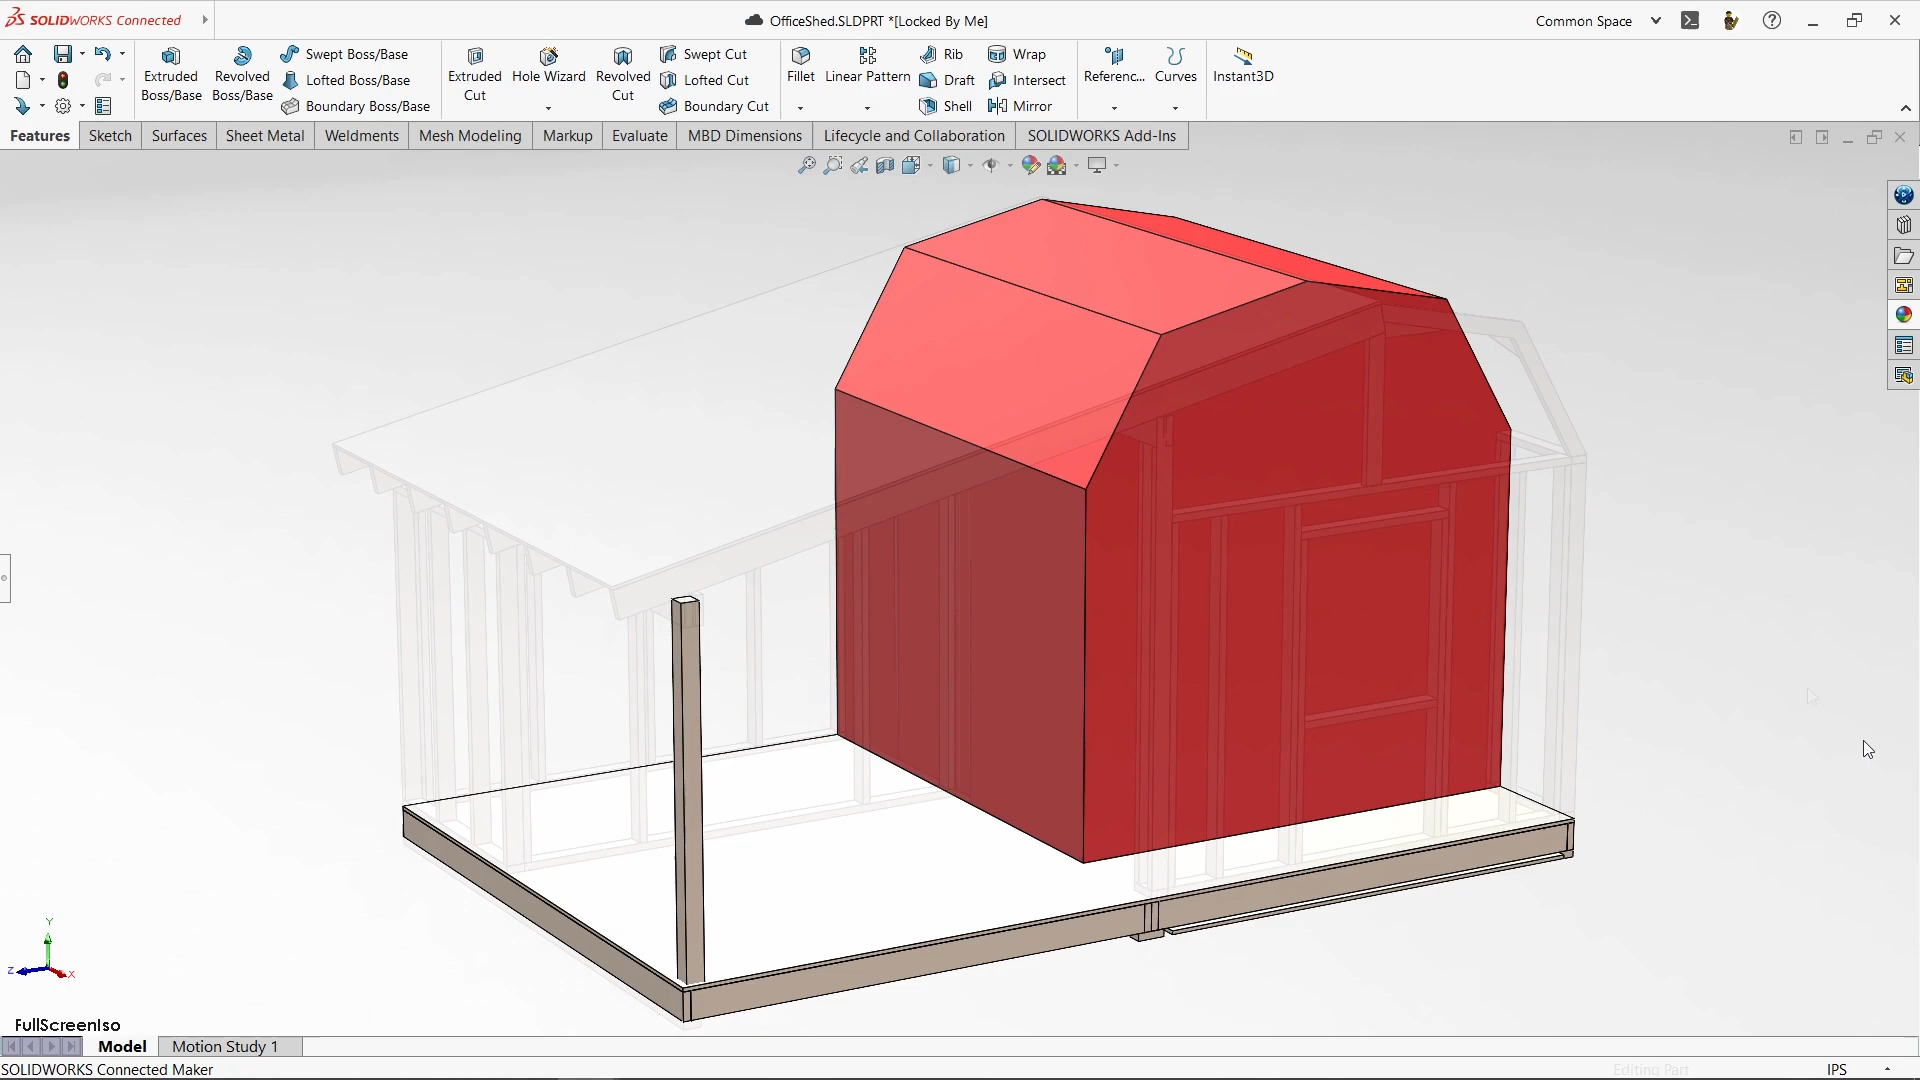 SOLIDWORKS Connected
OfficeShed.SLDPRT *[Locked By Me]
Common Space
Extruded Boss/Base
Revolved Boss/Base
Swept Boss/Base
Lofted Boss/Base
Boundary Boss/Base
Extruded Cut
Hole Wizard
Revolved Cut
Swept Cut
Lofted Cut
Boundary Cut
Fillet
Linear Pattern
Rib
Draft
Shell
Wrap
Intersect
Mirror
Referenc...
Curves
Instant3D
Features Sketch Surfaces Sheet Metal Weldments Mesh Modeling Markup Evaluate MBD Dimensions Lifecycle and Collaboration SOLIDWORKS Add-Ins
Y
Z
X
FullScreenIso
Model Motion Study 1
SOLIDWORKS Connected Maker
Editing Part
IPS